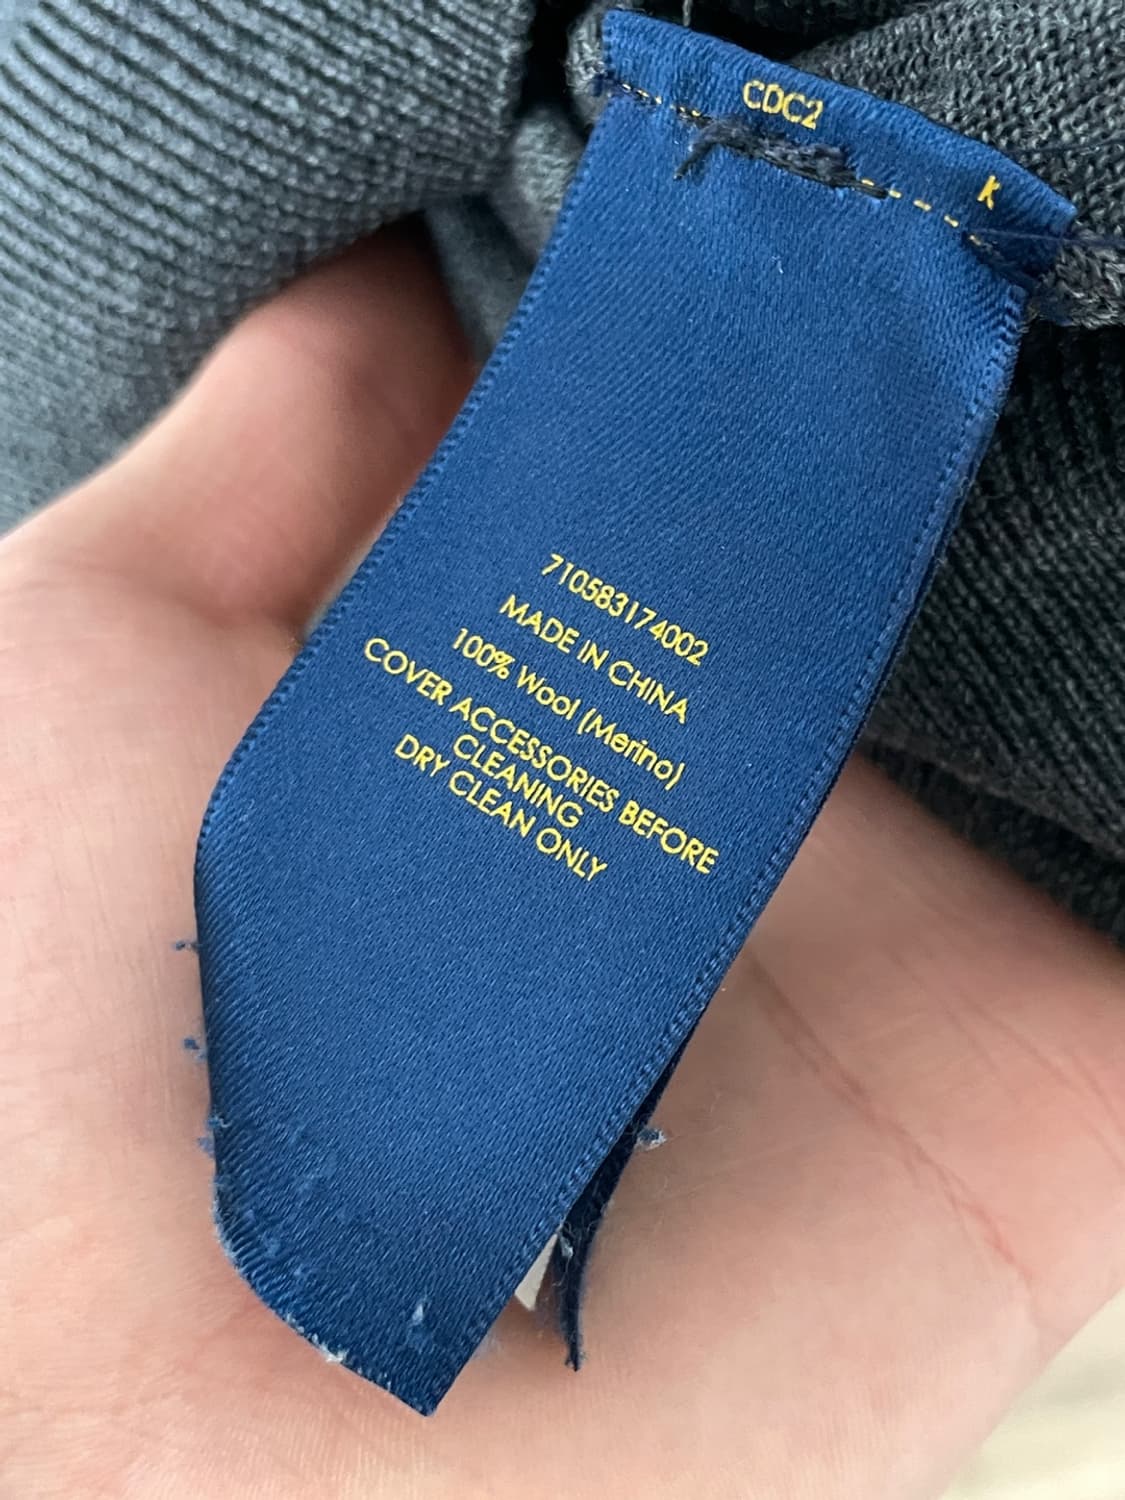 CDC2
K
710583174002
MADE IN CHINA
100% Wool (Merino)
COVER ACCESSORIES BEFORE
CLEANING
DRY CLEAN ONLY